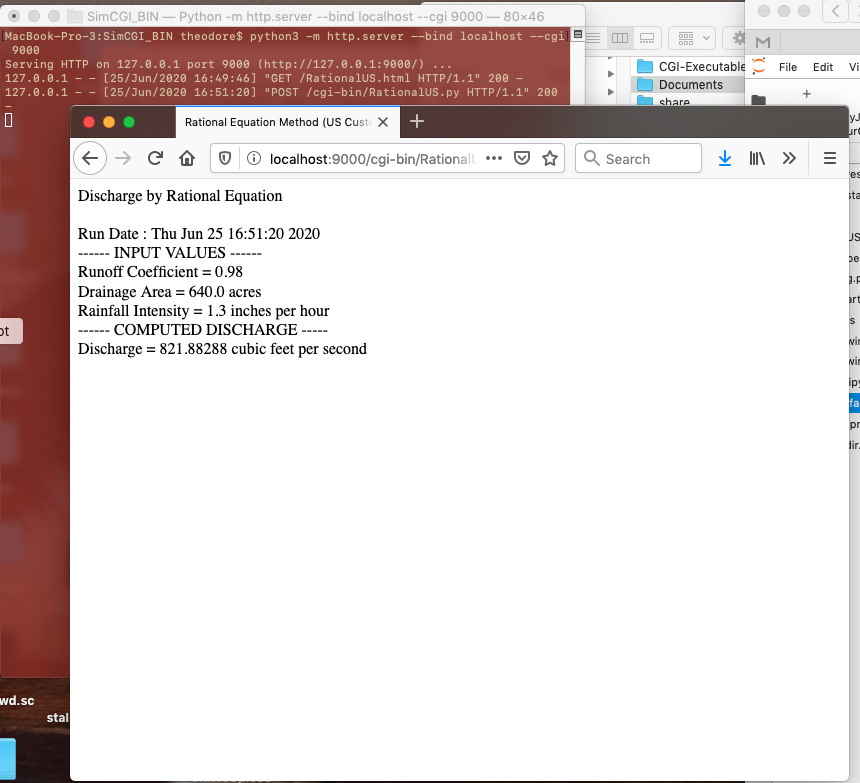 SimCGI_BIN — Python -m http.server --bind localhost --cgi 9000 — 80×46
MacBook-Pro-3:SimCGI_BIN theodore$ python3 -m http.server --bind localhost --cgi
9000
Serving HTTP on 127.0.0.1 port 9000 (http://127.0.0.1:9000/) ...
127.0.0.1 - - [25/Jun/2020 16:49:46] "GET /RationalUS.html HTTP/1.1" 200 -
127.0.0.1 - - [25/Jun/2020 16:51:20] "POST /cgi-bin/RationalUS.py HTTP/1.1" 200
-
CGI-Executable
Documents
share
File Edit Vi
Rational Equation Method (US Cust
localhost:9000/cgi-bin/Rational
Search
Discharge by Rational Equation
Run Date : Thu Jun 25 16:51:20 2020
------ INPUT VALUES ------
Runoff Coefficient = 0.98
Drainage Area = 640.0 acres
Rainfall Intensity = 1.3 inches per hour
------ COMPUTED DISCHARGE -----
Discharge = 821.88288 cubic feet per second
ot
wd.sc
stal